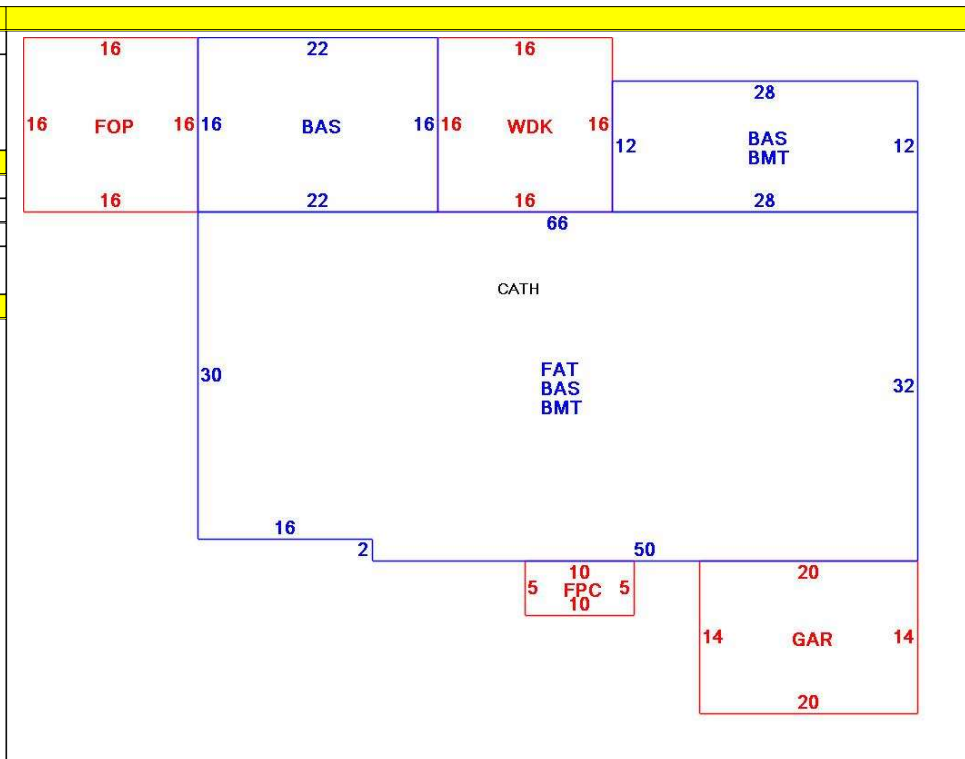 16 22 16
28
16 FOP 16 16 BAS 16 16 WDK 16
12 BAS 12
BMT
16 22 16 28
66
CATH
30 FAT 32
BAS
BMT
16
2 50
10 20
5 FPC 5
10
14 GAR 14
20